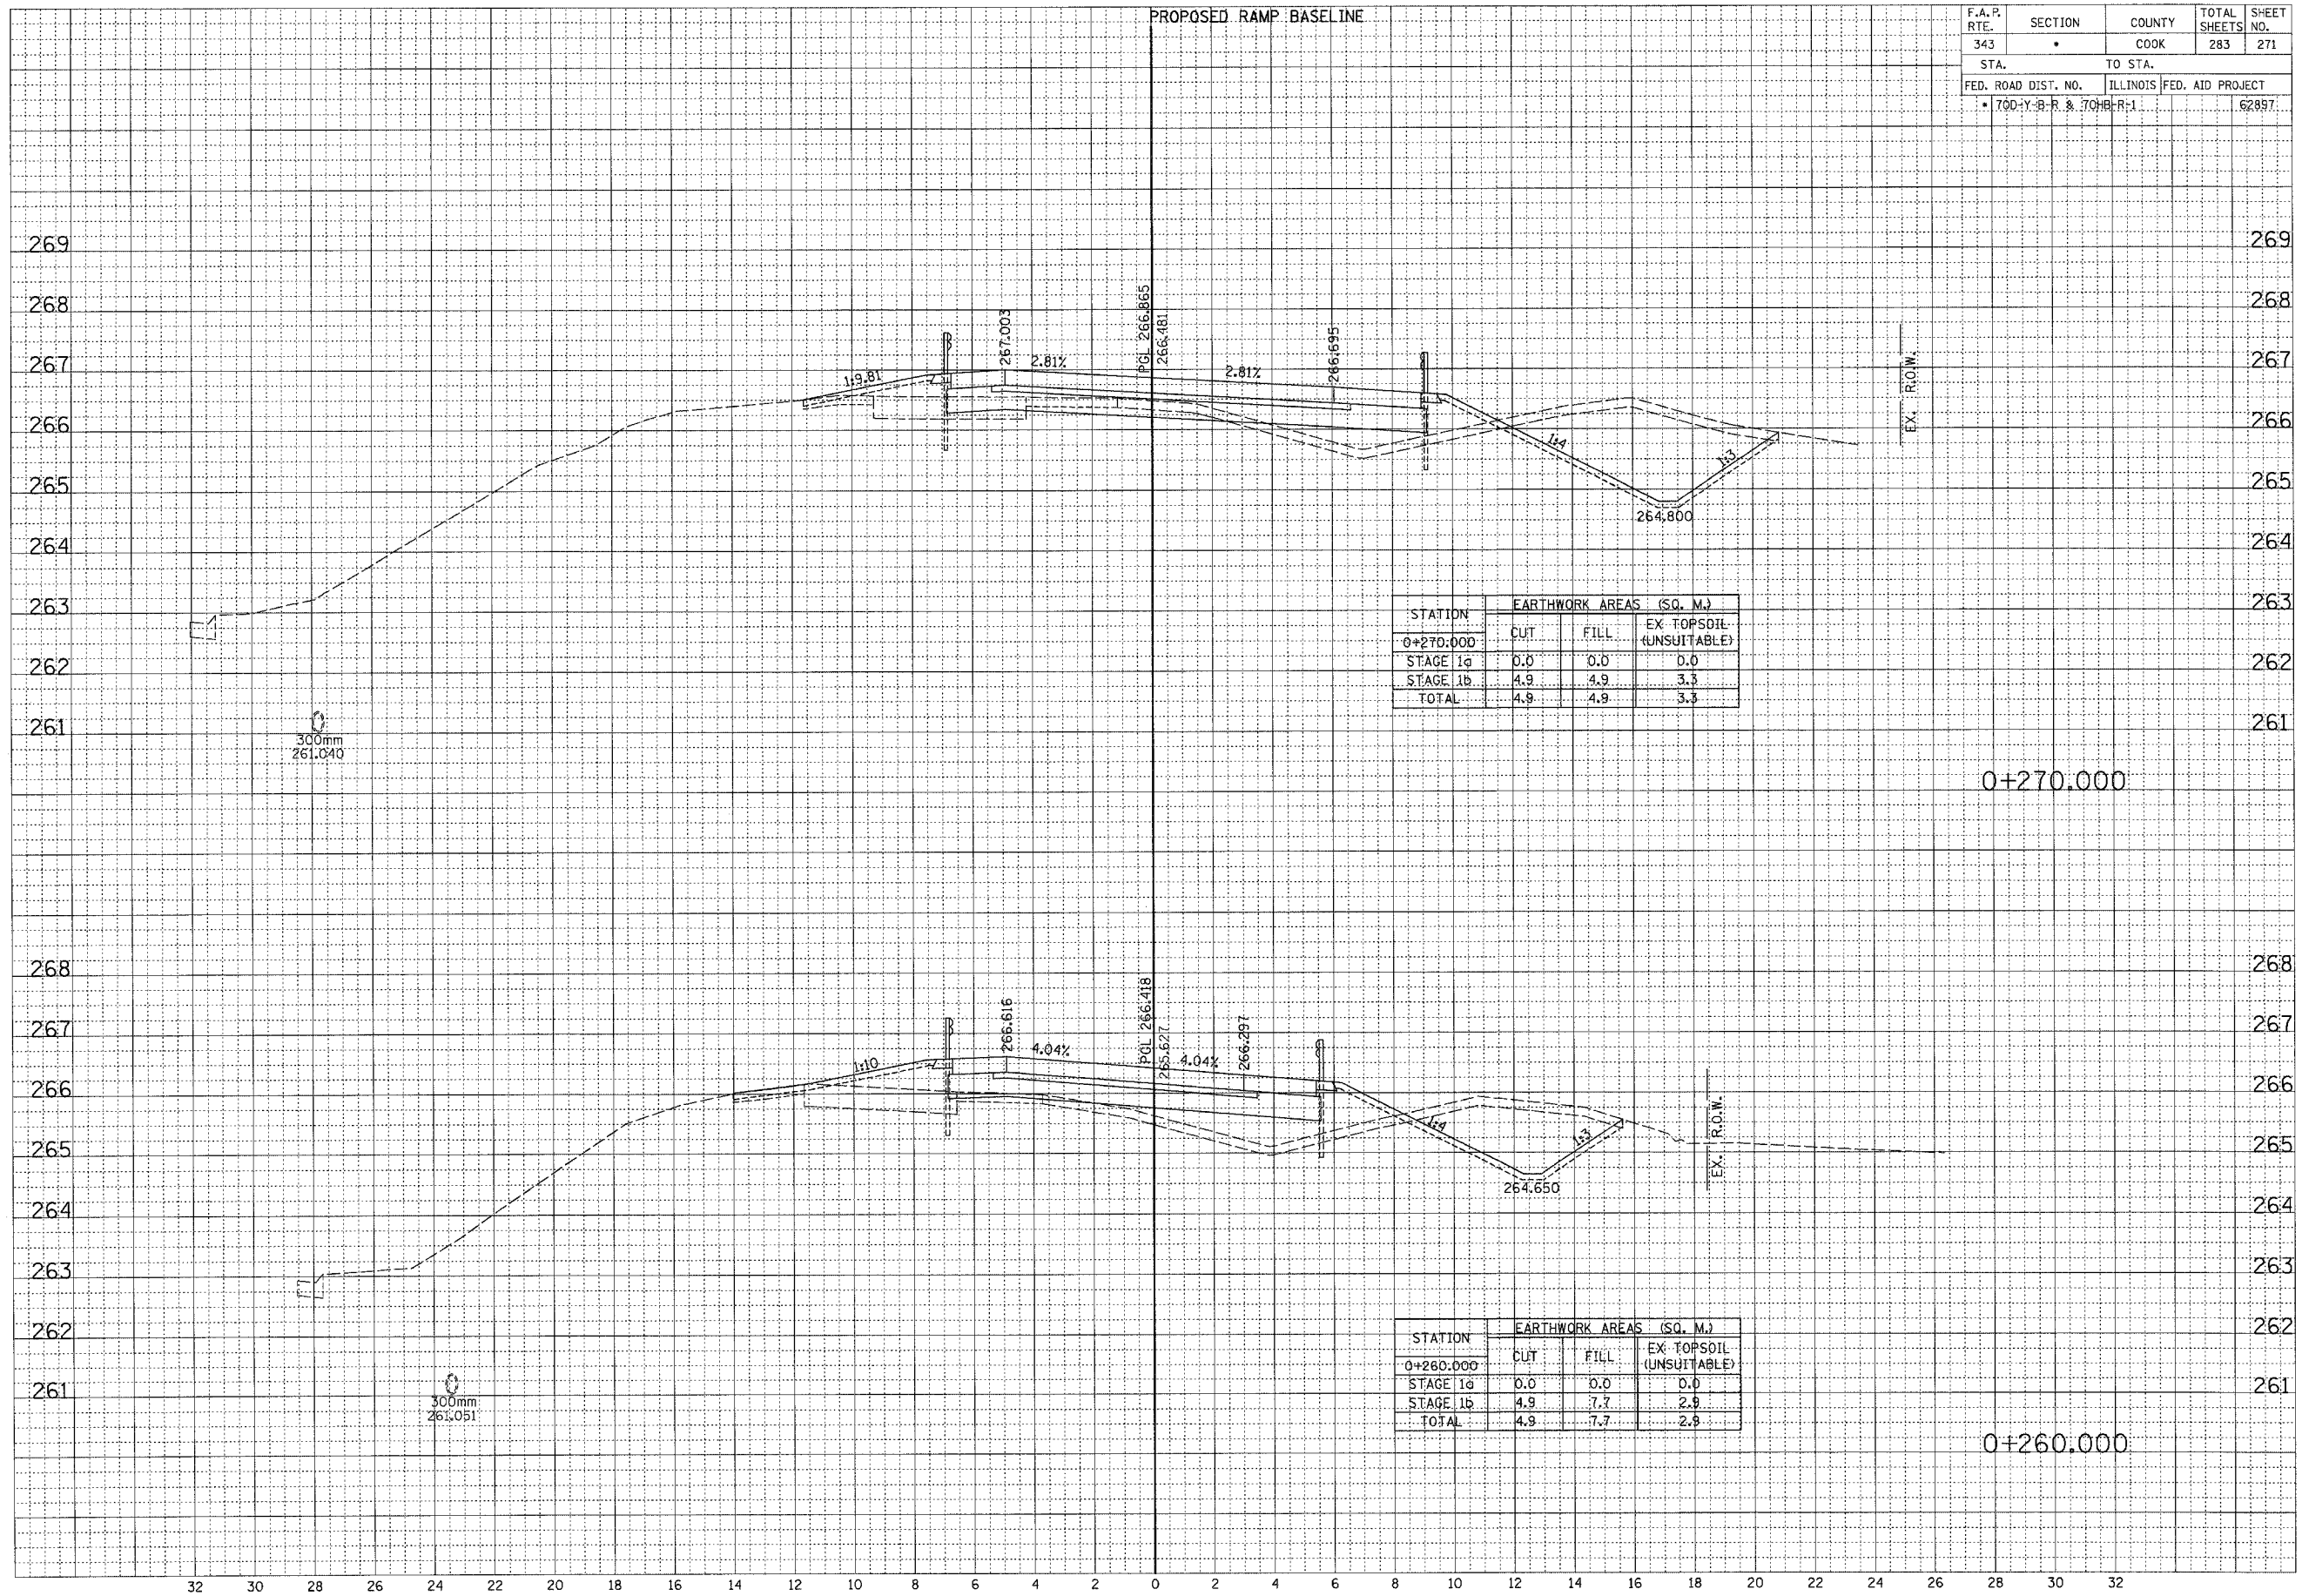 PROPOSED RAMP BASELINE
F.A.P. RTE. SECTION COUNTY TOTAL SHEETS SHEET NO.
343 • COOK 283 271
STA. TO STA.
FED. ROAD DIST. NO. ILLINOIS FED. AID PROJECT
• 70D-Y-B-R & 70HB-R-1 62897
269 269
268 268
267 267
266 266
265 265
264 264
263 263
262 262
261 261
1:9.81
267.003
2.81%
PGL 266.865
266.481
2.81%
266.695
1:4
264.800
1:3
EX. R.O.W.
300mm
261.040
STATION EARTHWORK AREAS (SQ. M.)
0+270.000 CUT FILL EX TOPSOIL (UNSUITABLE)
STAGE 1a 0.0 0.0 0.0
STAGE 1b 4.9 4.9 3.3
TOTAL 4.9 4.9 3.3
0+270.000
268 268
267 267
266 266
265 265
264 264
263 263
262 262
261 261
1:10
266.616
4.04%
PGL 266.418
265.627
4.04%
266.297
1:4
264.650
1:3
EX. R.O.W.
300mm
261.051
STATION EARTHWORK AREAS (SQ. M.)
0+260.000 CUT FILL EX TOPSOIL (UNSUITABLE)
STAGE 1a 0.0 0.0 0.0
STAGE 1b 4.9 7.7 2.9
TOTAL 4.9 7.7 2.9
0+260.000
32 30 28 26 24 22 20 18 16 14 12 10 8 6 4 2 0 2 4 6 8 10 12 14 16 18 20 22 24 26 28 30 32